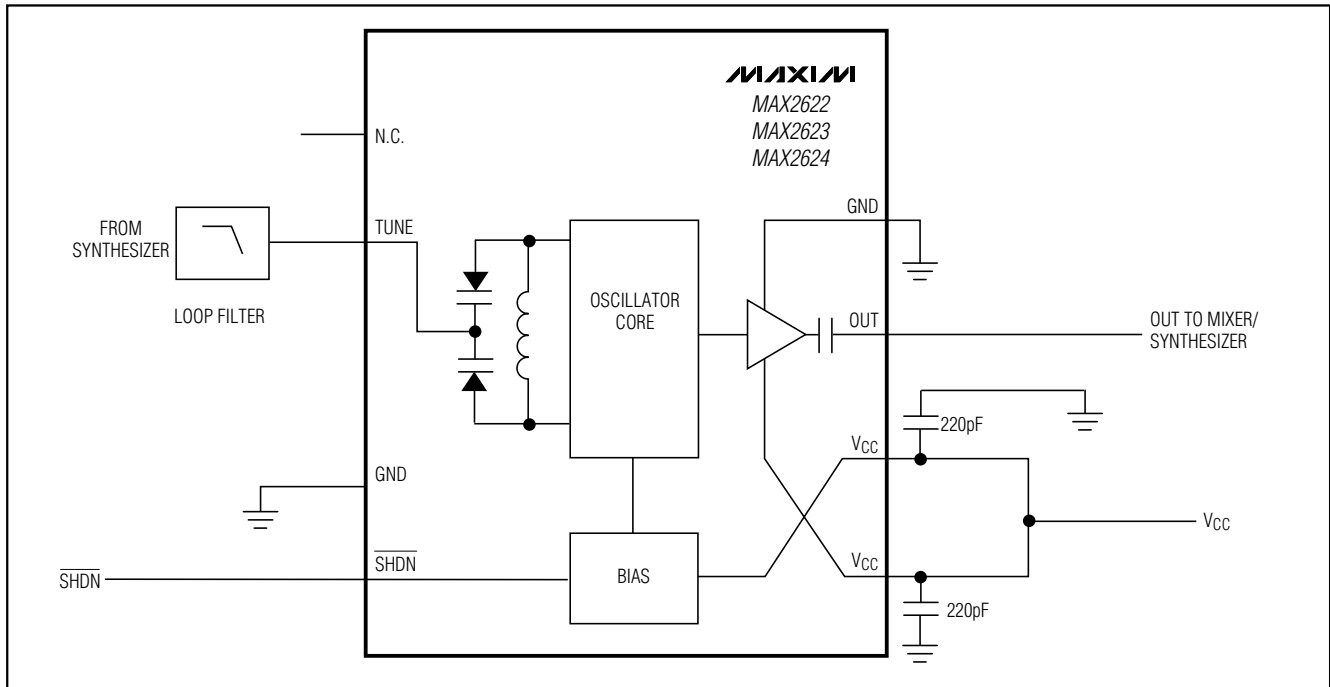 MAXIM
MAX2622
MAX2623
MAX2624
N.C.
FROM
SYNTHESIZER
LOOP FILTER
TUNE
OSCILLATOR
CORE
GND
OUT
OUT TO MIXER/
SYNTHESIZER
220pF
VCC
VCC
GND
SHDN
SHDN
BIAS
VCC
220pF